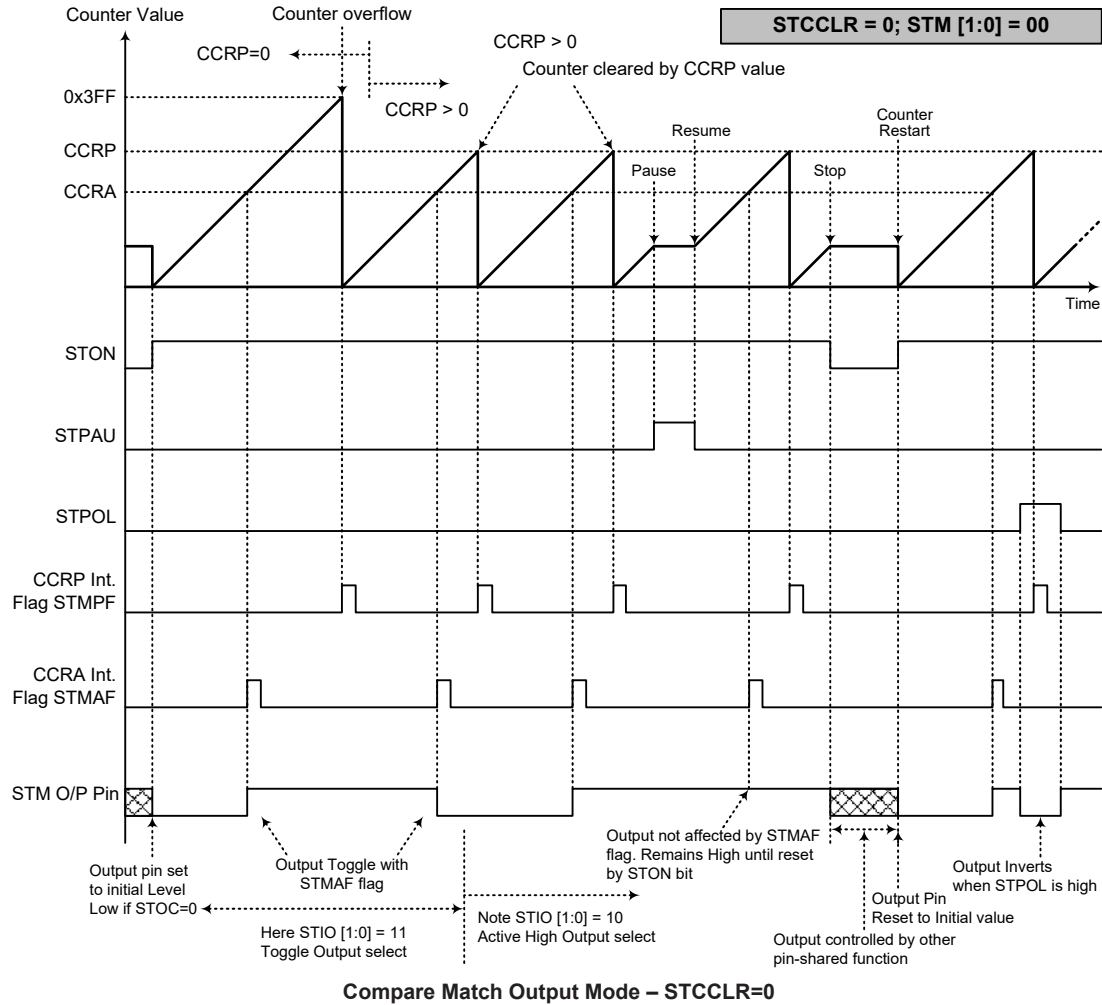 Counter Value
Counter overflow
STCCLR = 0; STM [1:0] = 00
CCRP=0
CCRP > 0
CCRP > 0
Counter cleared by CCRP value
0x3FF
CCRP
CCRA
Pause
Resume
Stop
Counter
Restart
Time
STON
STPAU
STPOL
CCRP Int.
Flag STMPF
CCRA Int.
Flag STMAF
STM O/P Pin
Output pin set
to initial Level
Low if STOC=0
Output Toggle with
STMAF flag
Here STIO [1:0] = 11
Toggle Output select
Note STIO [1:0] = 10
Active High Output select
Output not affected by STMAF
flag. Remains High until reset
by STON bit
Output controlled by other
pin-shared function
Output Pin
Reset to Initial value
Output Inverts
when STPOL is high
Compare Match Output Mode – STCCLR=0